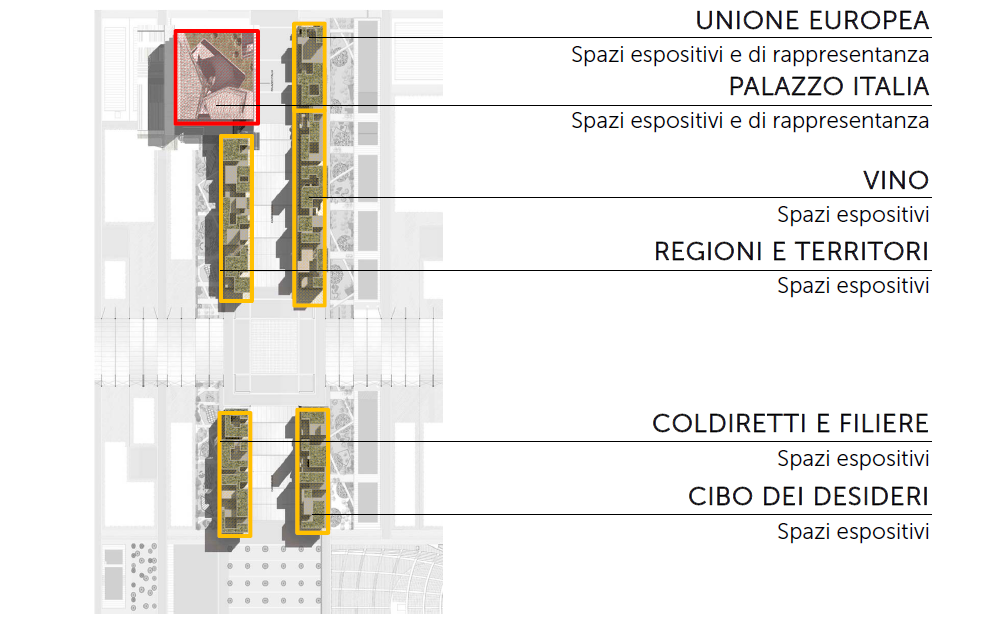 UNIONE EUROPEA
Spazi espositivi e di rappresentanza
PALAZZO ITALIA
Spazi espositivi e di rappresentanza
VINO
Spazi espositivi
REGIONI E TERRITORI
Spazi espositivi
COLDIRETTI E FILIERE
Spazi espositivi
CIBO DEI DESIDERI
Spazi espositivi